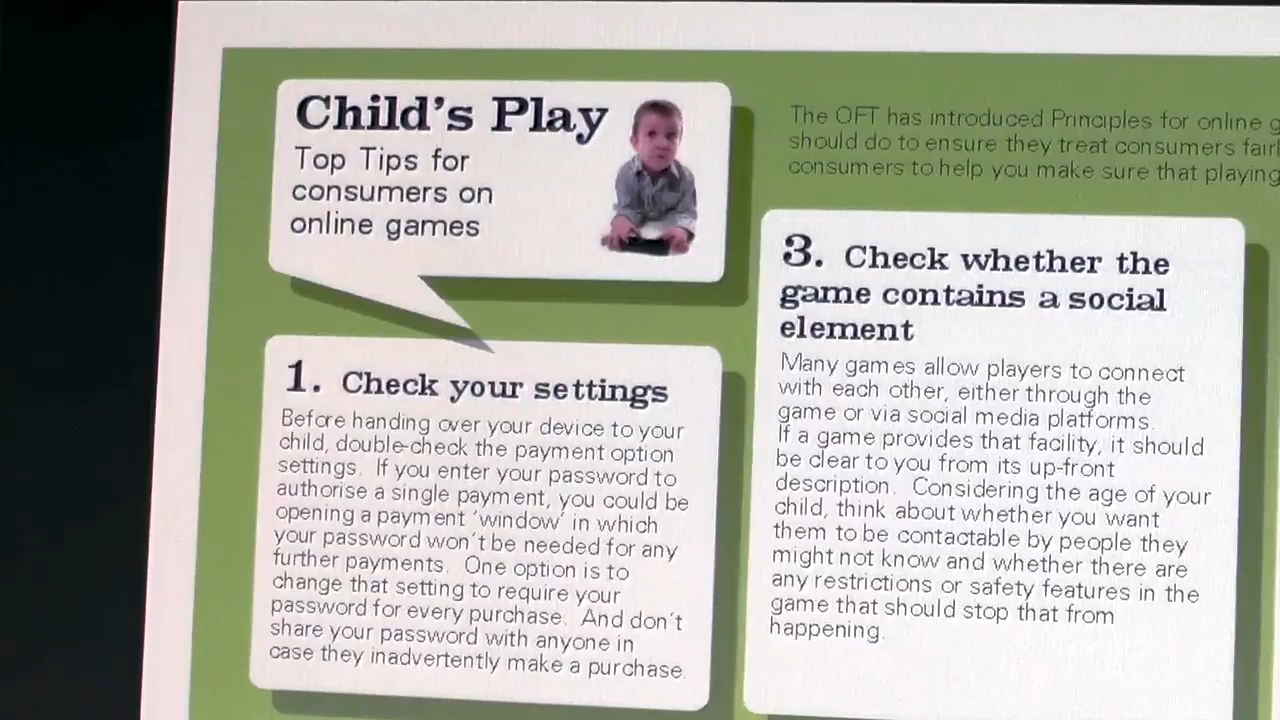 Child's Play
Top Tips for
consumers on
online games
The OFT has introduced Principles for online
should do to ensure they treat consumers
consumers to help you make sure that playing
1. Check your settings
Before handing over your device to your
child, double-check the payment option
settings. If you enter your password to
authorise a single payment, you could be
opening a payment 'window' in which
your password won't be needed for any
further payments. One option is to
change that setting to require your
password for every purchase. And don't
share your password with anyone in
case they inadvertently make a purchase.
3. Check whether the
game contains a social
element
Many games allow players to connect
with each other, either through the
game or via social media platforms.
If a game provides that facility, it should
be clear to you from its up-front
description. Considering the age of your
child, think about whether you want
them to be contactable by people they
might not know and whether there are
any restrictions or safety features in the
game that should stop that from
happening.